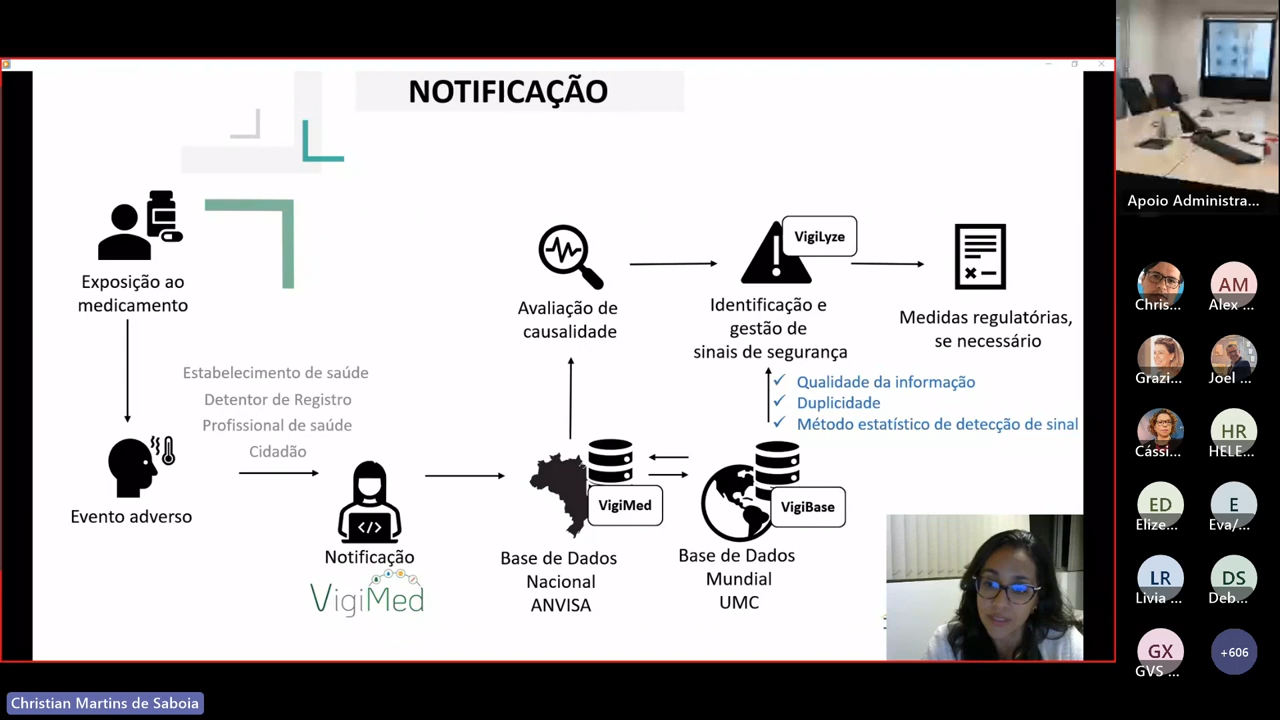 NOTIFICAÇÃO
Exposição ao
medicamento
Evento adverso
Estabelecimento de saúde
Detentor de Registro
Profissional de saúde
Cidadão
</>
Notificação
VigiMed
VigiMed
Base de Dados
Nacional
ANVISA
Avaliação de
causalidade
VigiBase
Base de Dados
Mundial
UMC
VigiLyze
Identificação e
gestão de
sinais de segurança
Qualidade da informação
Duplicidade
Método estatístico de detecção de sinal
Medidas regulatórias,
se necessário
Apoio Administra...
Chris...
AM
Alex ...
Grazi...
Joel ...
Cássi...
HR
HELE...
ED
Elize...
E
Eva/...
LR
Livia ...
DS
Deb...
GX
GVS ...
+606
Christian Martins de Saboia